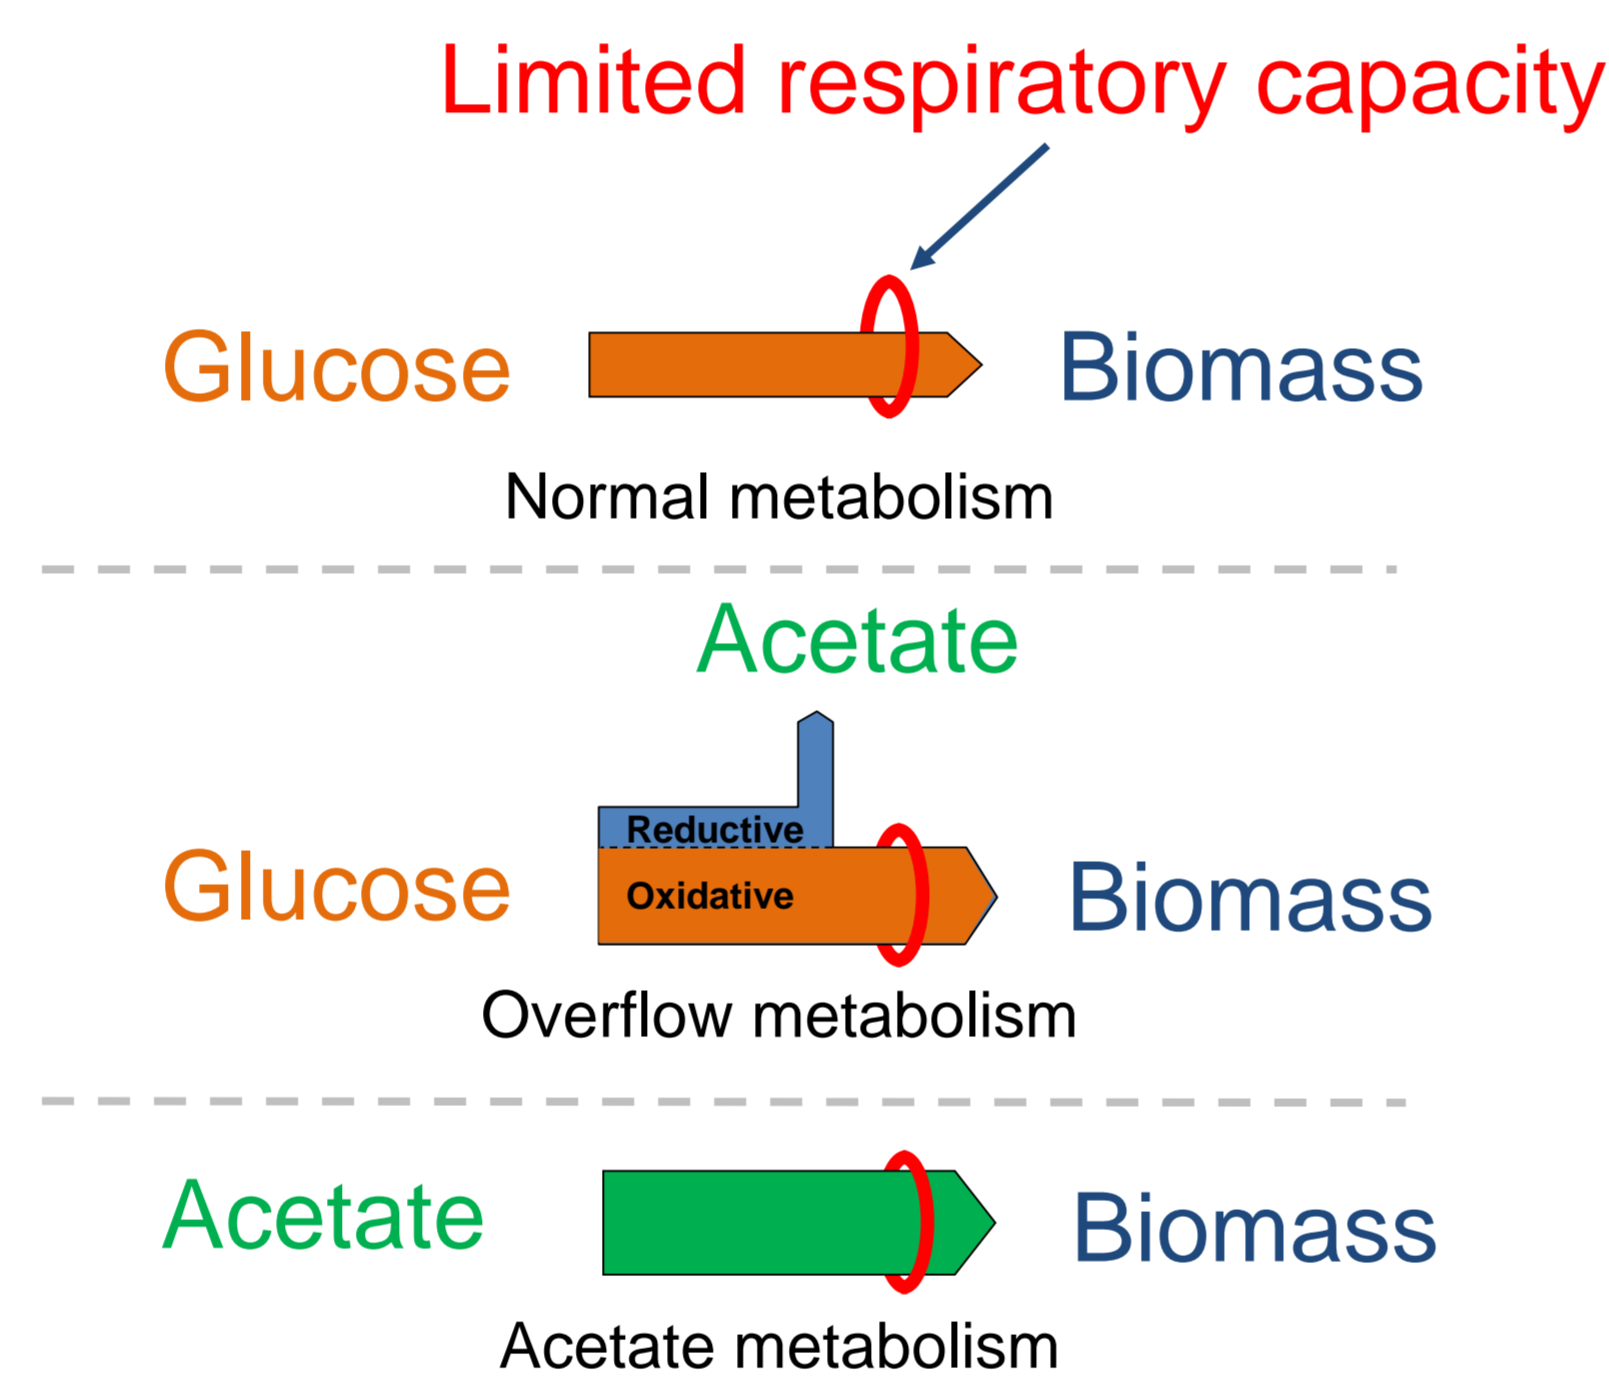 Limited respiratory capacity
Glucose
Biomass
Normal metabolism
Acetate
Reductive
Glucose
Oxidative
Biomass
Overflow metabolism
Acetate
Biomass
Acetate metabolism